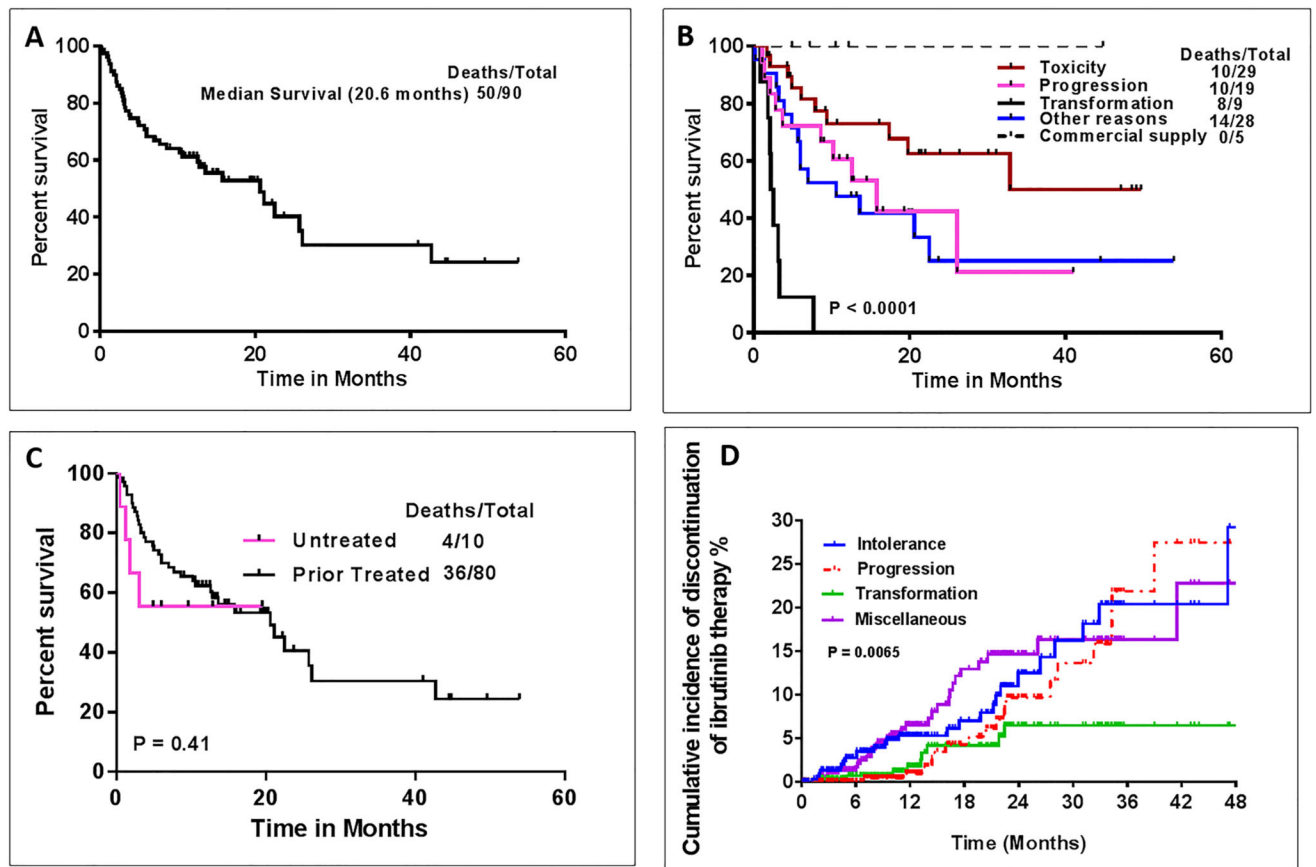 A
Percent survival
100
80
60
40
20
0
0 20 40 60
Time in Months
Deaths/Total
Median Survival (20.6 months) 50/90
B
Percent survival
100
80
60
40
20
0
0 20 40 60
Time in Months
Deaths/Total
Toxicity 10/29
Progression 10/19
Transformation 8/9
Other reasons 14/28
Commercial supply 0/5
P < 0.0001
C
Percent survival
100
80
60
40
20
0
0 20 40 60
Time in Months
Deaths/Total
Untreated 4/10
Prior Treated 36/80
P = 0.41
D
Cumulative incidence of discontinuation
of ibrutinib therapy %
30
25
20
15
10
5
0
0 6 12 18 24 30 36 42 48
Time (Months)
Intolerance
Progression
Transformation
Miscellaneous
P = 0.0065